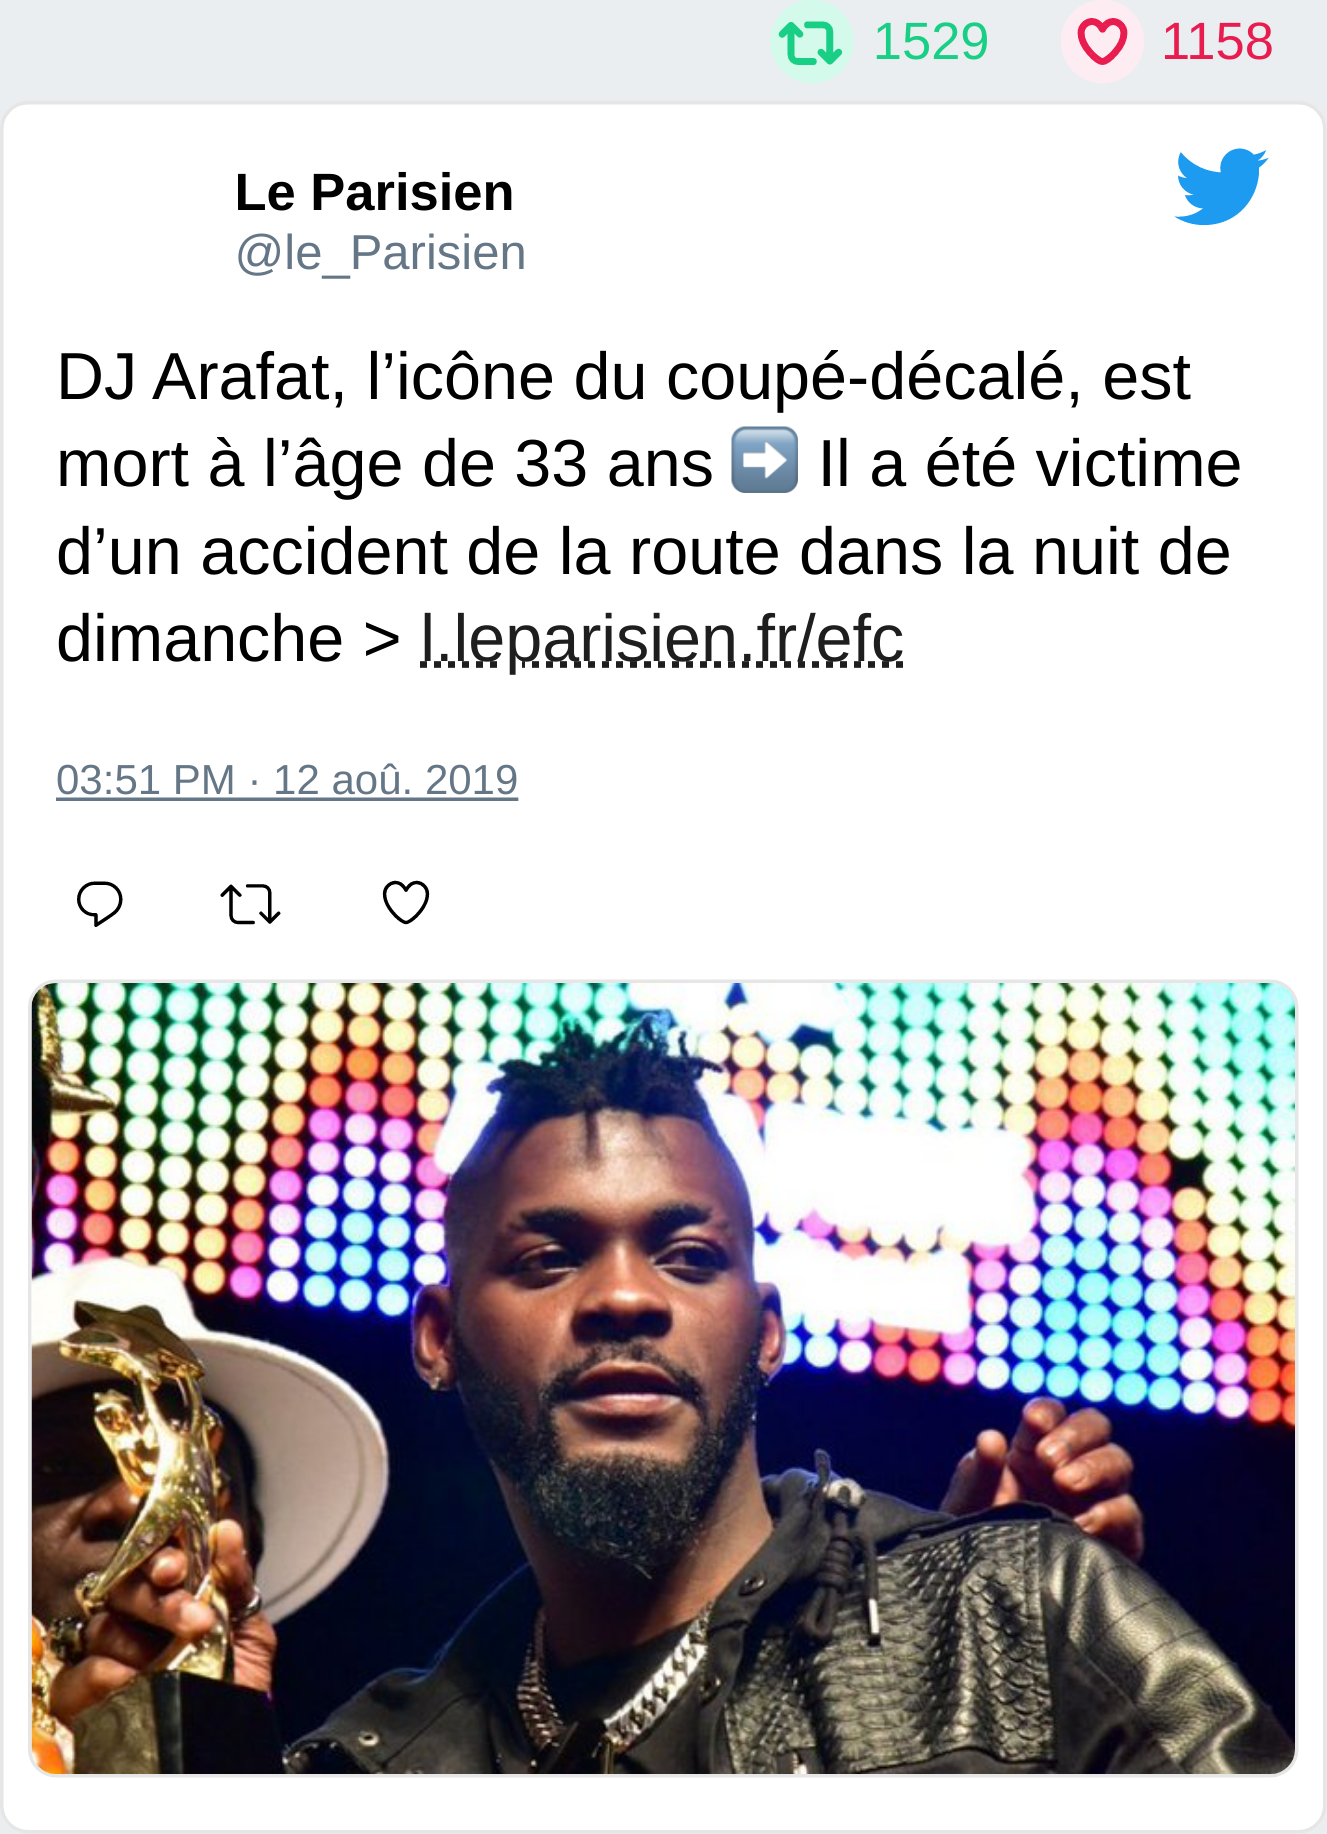 1529 1158
Le Parisien
@le_Parisien
DJ Arafat, l’icône du coupé-décalé, est
mort à l’âge de 33 ans ➡️ Il a été victime
d’un accident de la route dans la nuit de
dimanche > l.leparisien.fr/efc
03:51 PM · 12 aoû. 2019